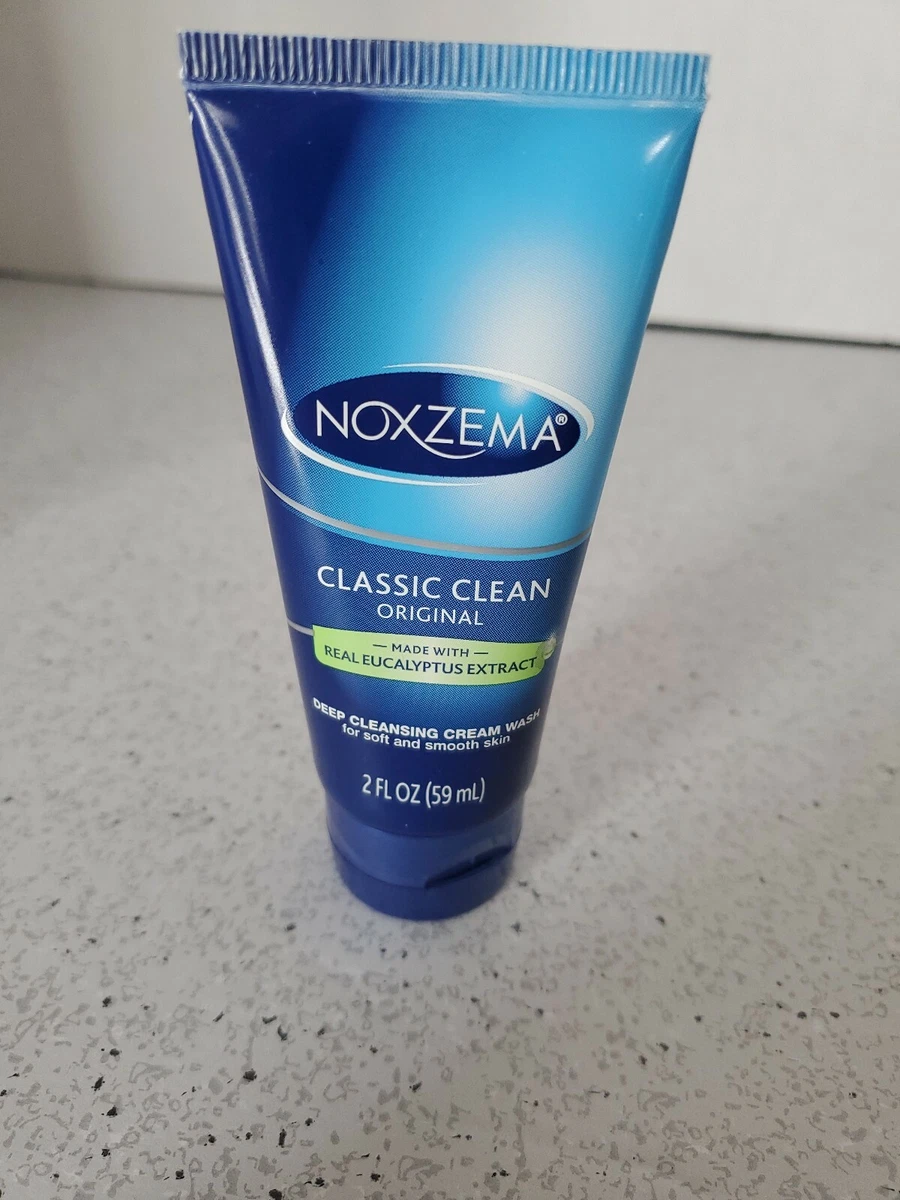 NOXZEMA®
CLASSIC CLEAN
ORIGINAL
— MADE WITH —
REAL EUCALYPTUS EXTRACT
DEEP CLEANSING CREAM WASH
for soft and smooth skin
2 FL OZ (59 mL)